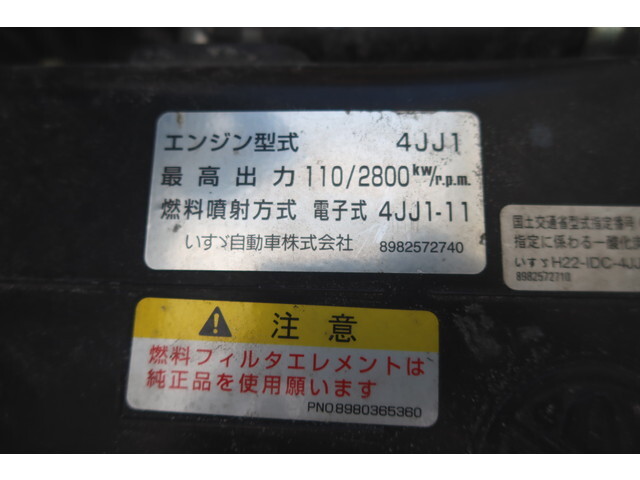 エンジン型式 4JJ1
最高出力 110/2800kw/r.p.m.
燃料噴射方式 電子式 4JJ1-11
いすゞ自動車株式会社 8982572740
国土交通省型式指定番号
指定に係わる一酸化
いすゞH22-IDC-4JJ
8982572710
注意
燃料フィルタエレメントは
純正品を使用願います
PNO8980365360